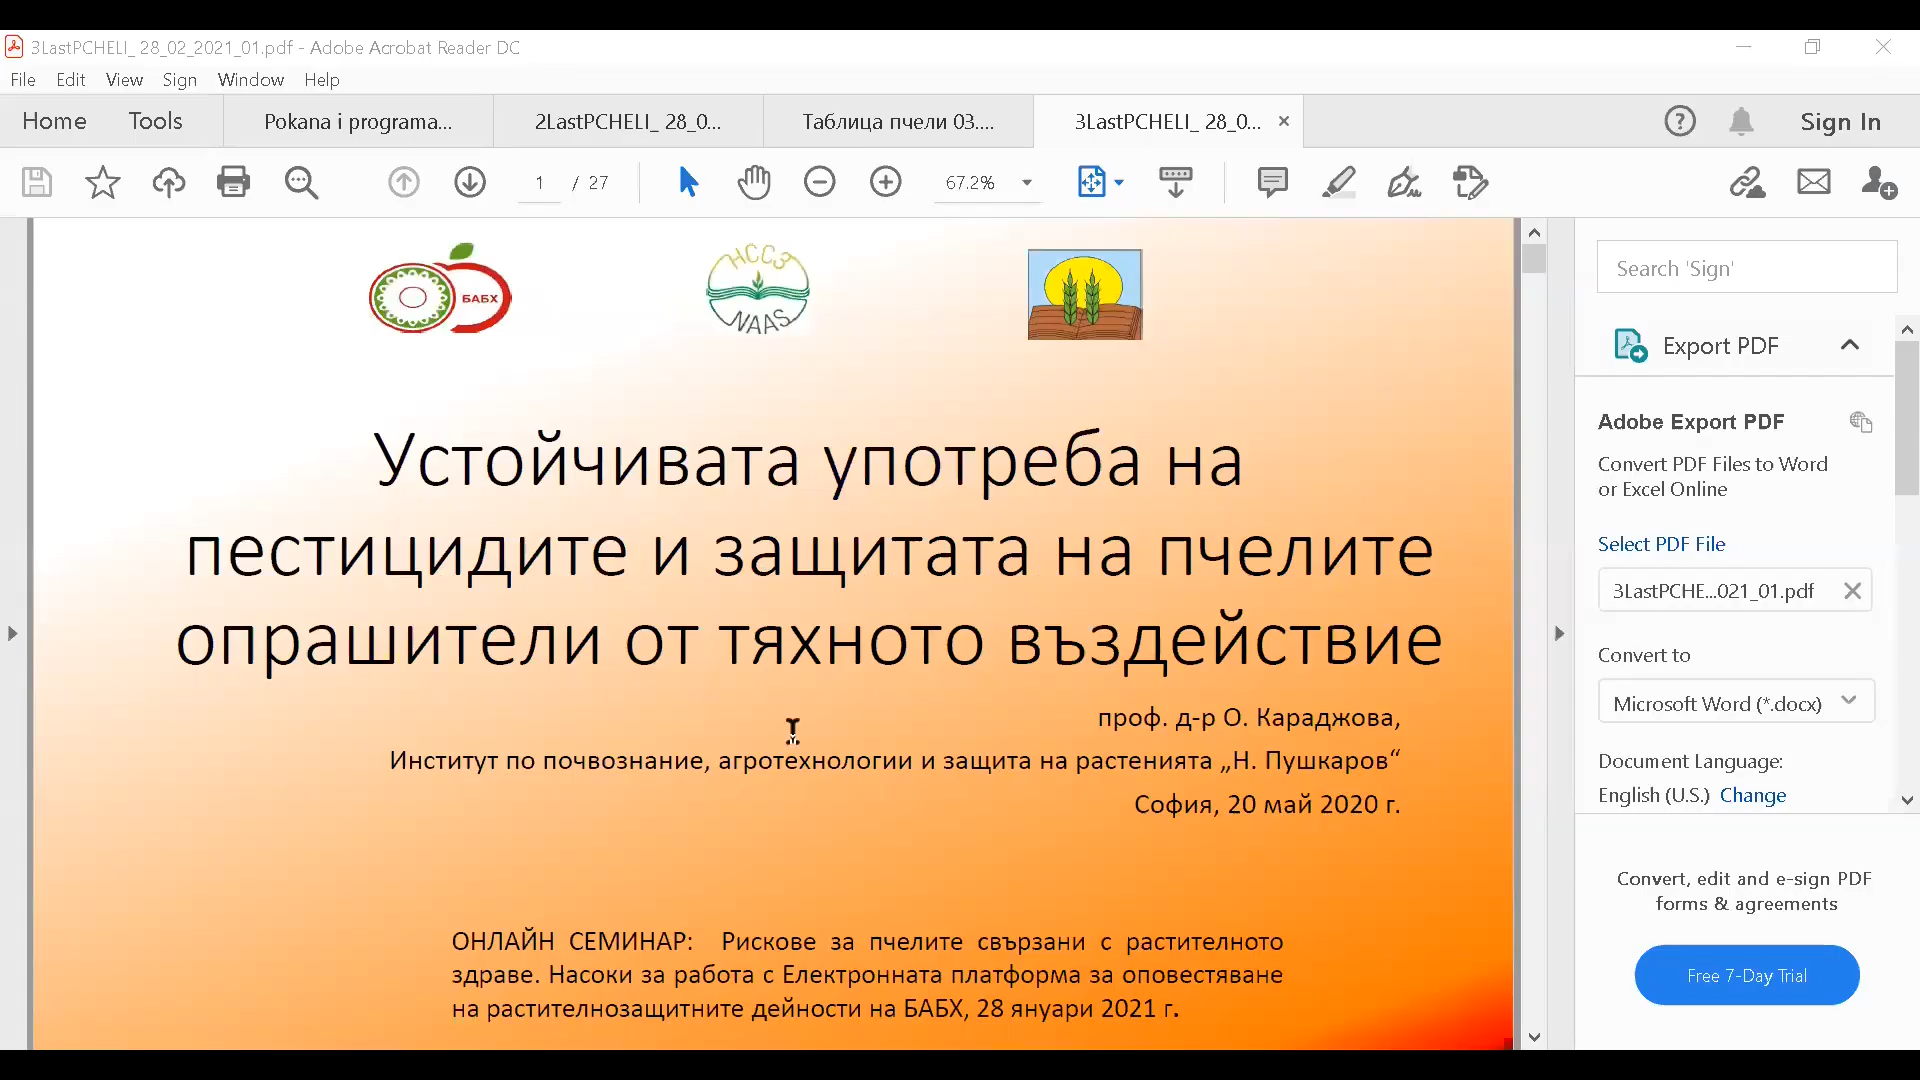 3LastPCHELI_ 28_02_2021_01.pdf - Adobe Acrobat Reader DC
File Edit View Sign Window Help
Home Tools Pokana i programa... 2LastPCHELI_ 28_0... Таблица пчели 03.... 3LastPCHELI_ 28_0... Sign In
1 / 27 67.2%
БАБХ
НССЗ
NAAS
Устойчивата употреба на
пестицидите и защитата на пчелите
опрашители от тяхното въздействие
проф. д-р О. Караджова,
Институт по почвознание, агротехнологии и защита на растенията „Н. Пушкаров“
София, 20 май 2020 г.
ОНЛАЙН СЕМИНАР: Рискове за пчелите свързани с растителното
здраве. Насоки за работа с Електронната платформа за оповестяване
на растителнозащитните дейности на БАБХ, 28 януари 2021 г.
Search 'Sign'
Export PDF
Adobe Export PDF
Convert PDF Files to Word
or Excel Online
Select PDF File
3LastPCHE...021_01.pdf
Convert to
Microsoft Word (*.docx)
Document Language:
English (U.S.) Change
Convert, edit and e-sign PDF
forms & agreements
Free 7-Day Trial